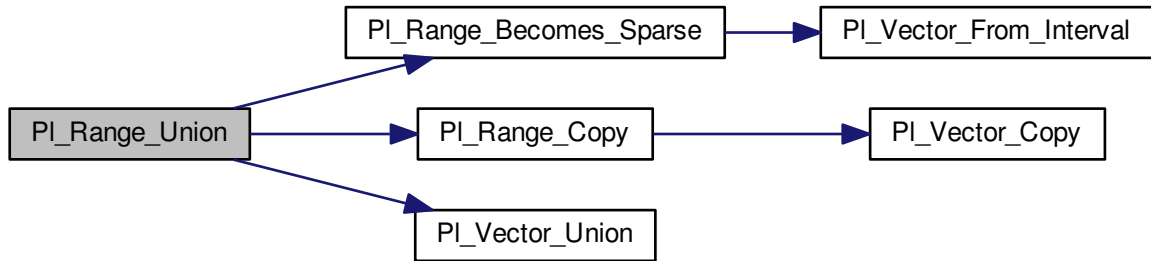 Pl_Range_Union
Pl_Range_Becomes_Sparse
Pl_Vector_From_Interval
Pl_Range_Copy
Pl_Vector_Copy
Pl_Vector_Union